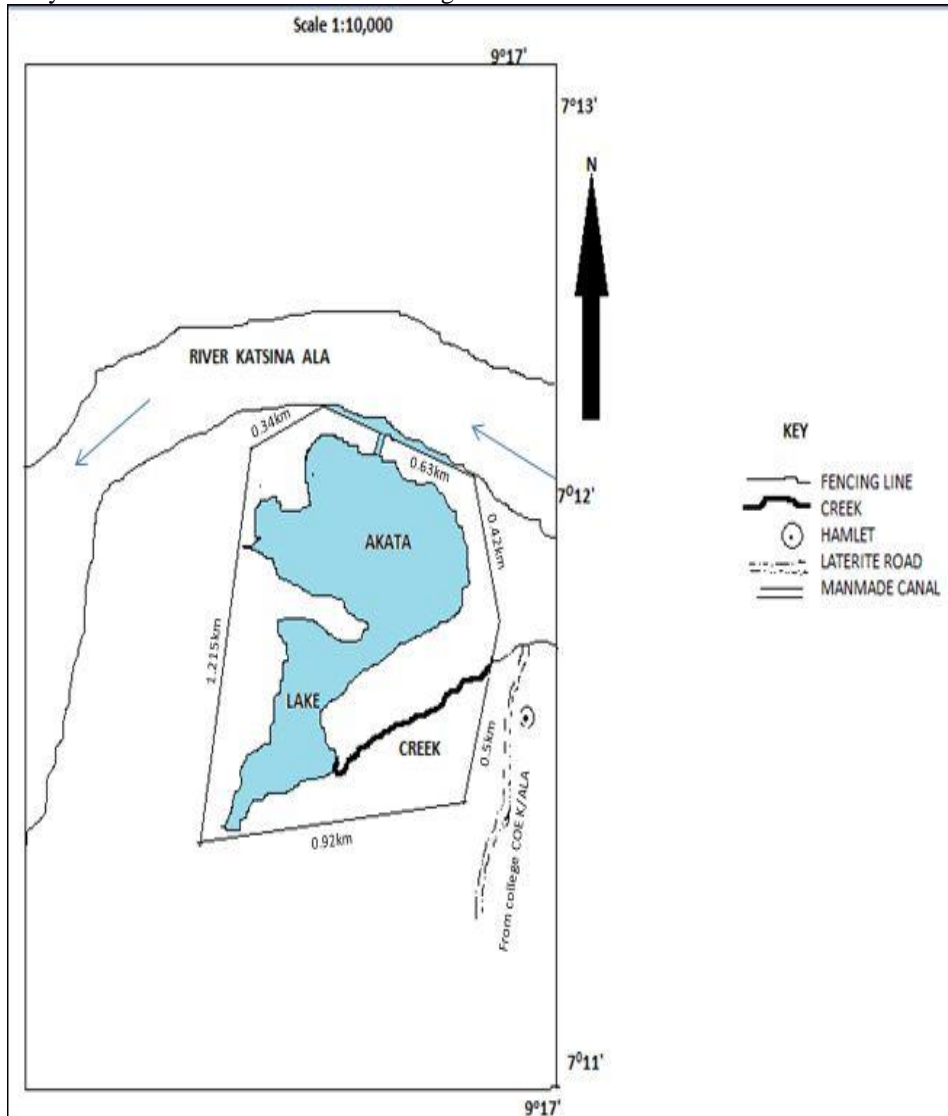 Scale 1:10,000
9°17'
7°13'
N
RIVER KATSINA ALA
0.34km
0.63km
KEY
FENCING LINE
7°12'
CREEK
0.42km
HAMLET
AKATA
LATERITE ROAD
MANMADE CANAL
1.215km
LAKE
CREEK
0.5km
0.92km
From college COEK/ALA
7°11'
9°17'